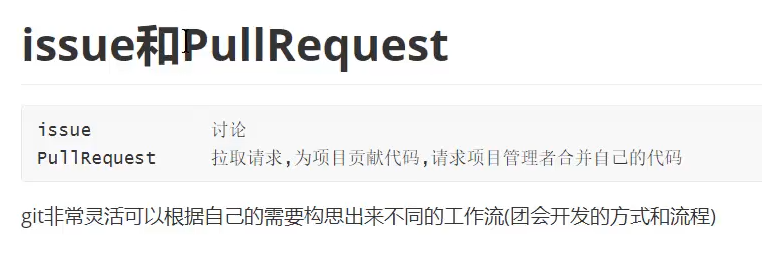 issue和PullRequest
issue 讨论
PullRequest 拉取请求,为项目贡献代码,请求项目管理者合并自己的代码
git非常灵活可以根据自己的需要构思出来不同的工作流(团会开发的方式和流程)